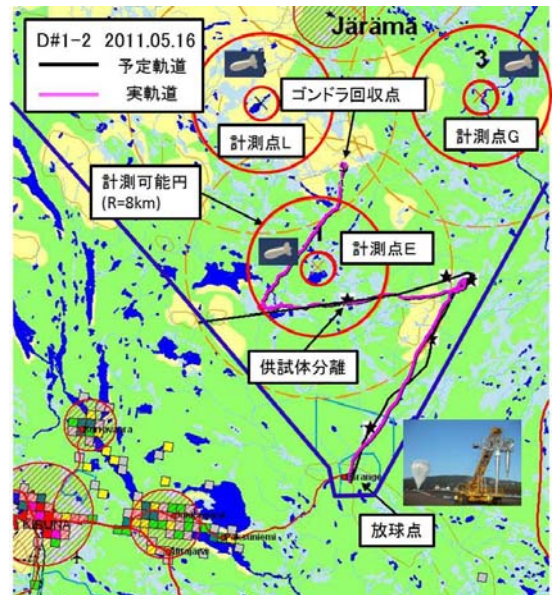 Järämä
D#1-2 2011.05.16
予定軌道
実軌道
3
ゴンドラ回収点
計測点L
計測点G
計測可能円
(R=8km)
計測点E
供試体分離
放球点
KIRUNA